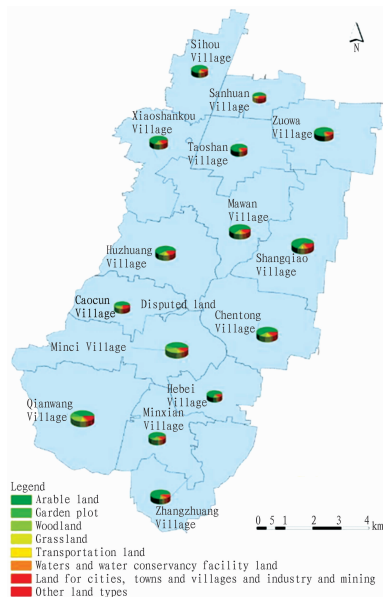 N
Sihou
Village
Sanhuan
Village
Xiaoshankou
Village
Zuowa
Village
Taoshan
Village
Mawan
Village
Huzhuang
Village
Shangqiao
Village
Caocun
Village
Disputed land
Chentong
Village
Minci Village
Hebei
Village
Qianwang
Village
Minxian
Village
Zhangzhuang
Village
Legend
Arable land
Garden plot
Woodland
Grassland
Transportation land
Waters and water conservancy facility land
Land for cities, towns and villages and industry and mining
Other land types
0 5 1 2 3 4
km